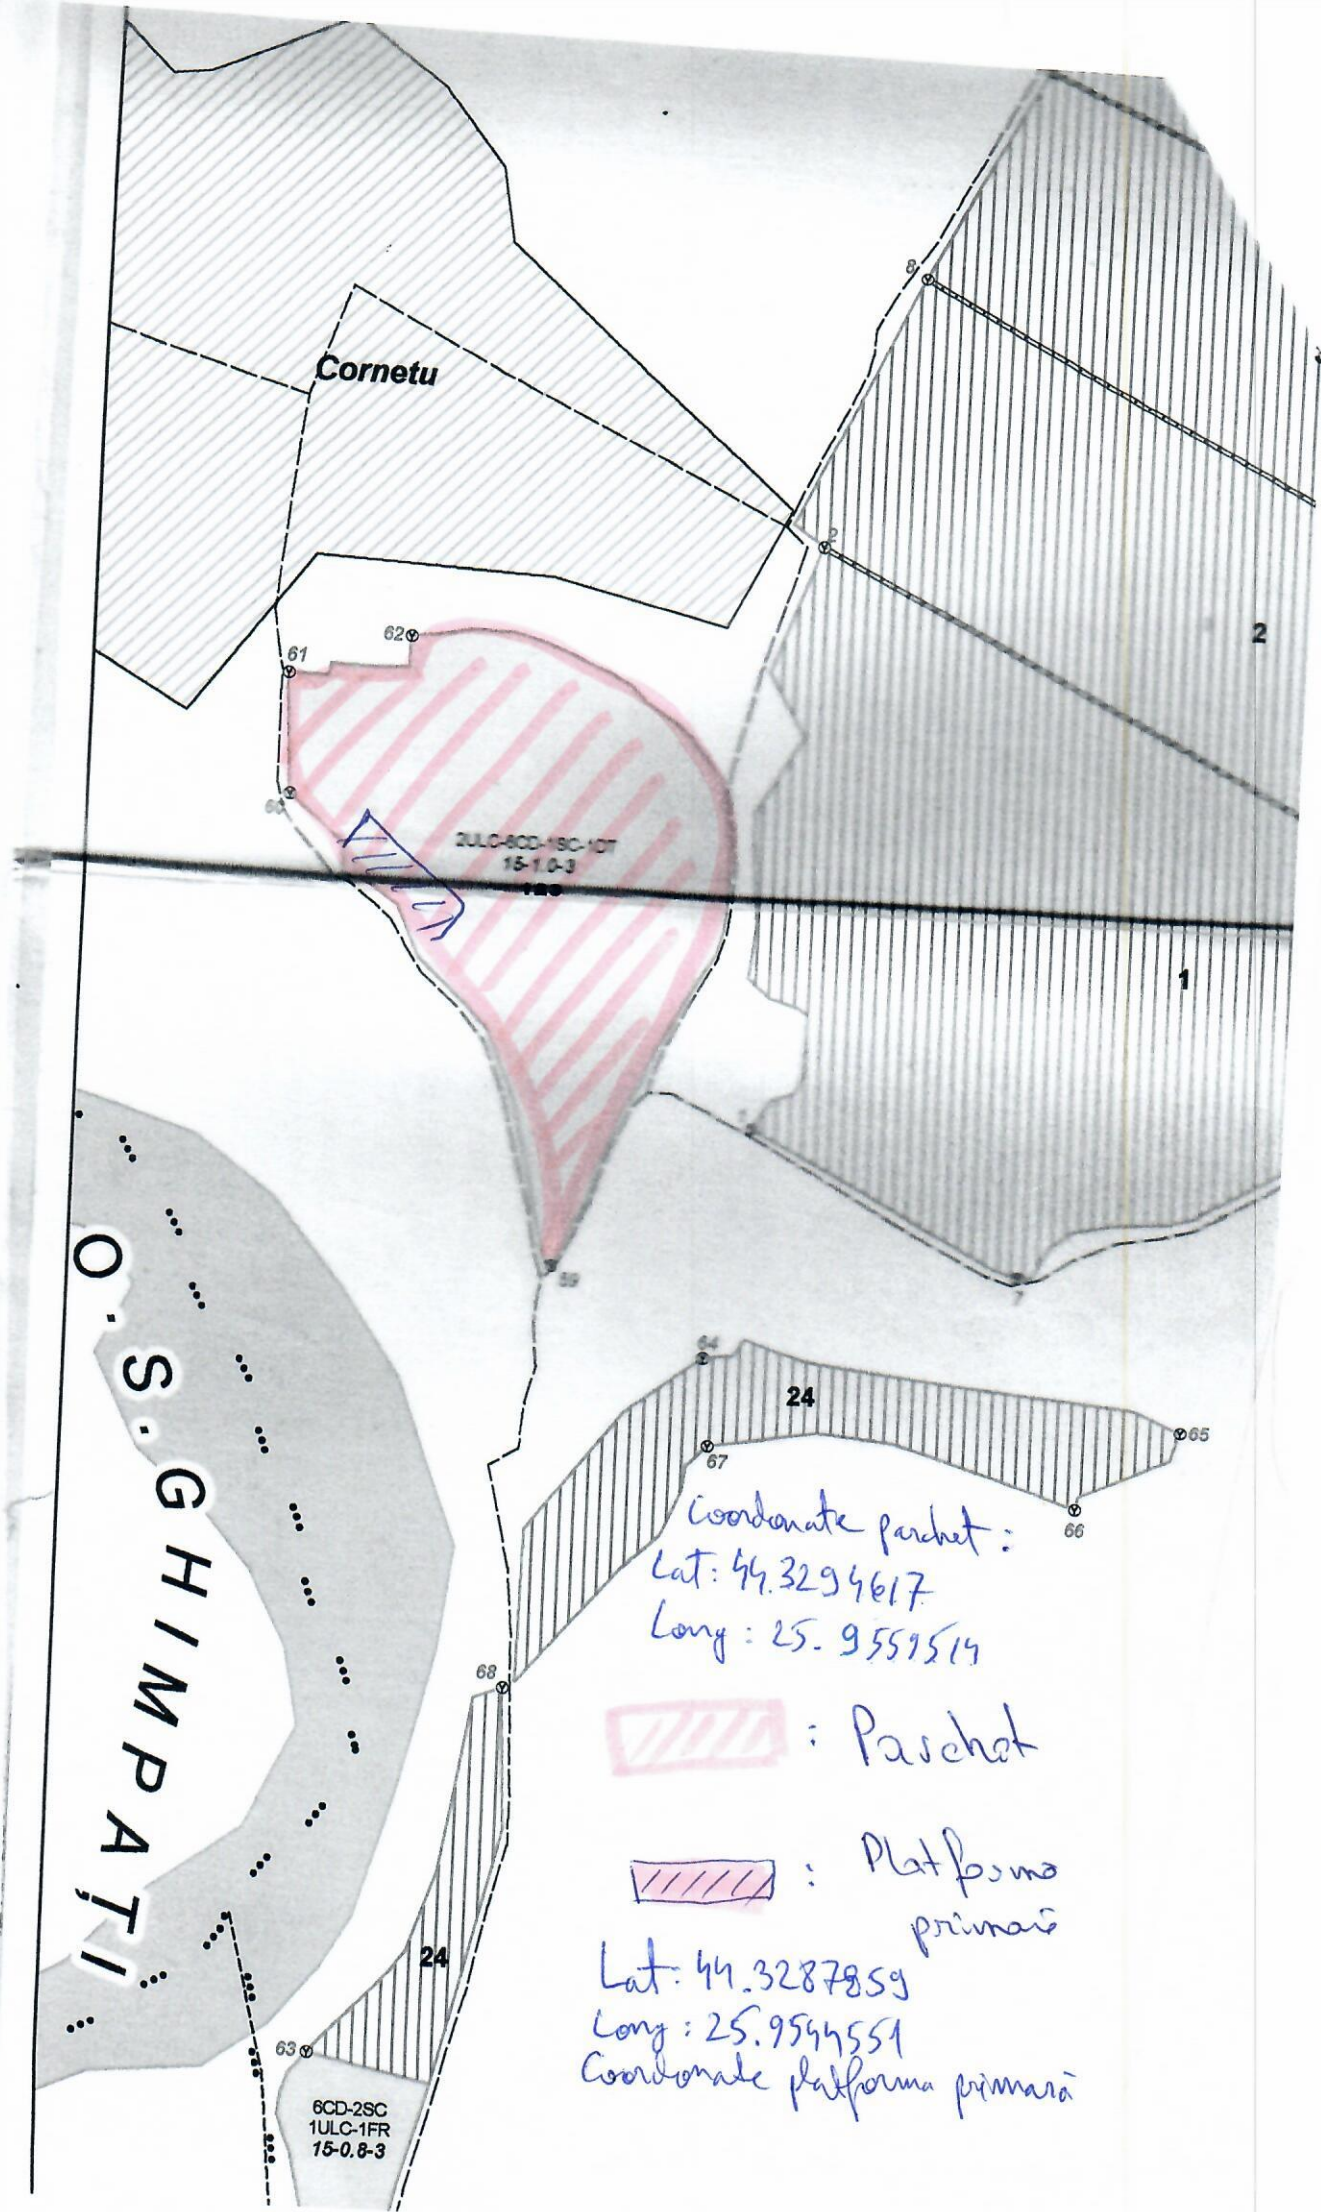 8
Cornetu
2
2
62
61
60
2ULC-6CD-1SC-1DT
15-1.0-3
1
59
7
64
24
65
67
66
Coordonate parchet :
Lat: 44.3294617
Long : 25.9559514
68
: Parchet
: Platforma
primară
24
Lat: 44.3287859
Long : 25.9544551
Coordonate platforma primară
63
6CD-2SC
1ULC-1FR
15-0.8-3
O.S.GHIMPAȚI